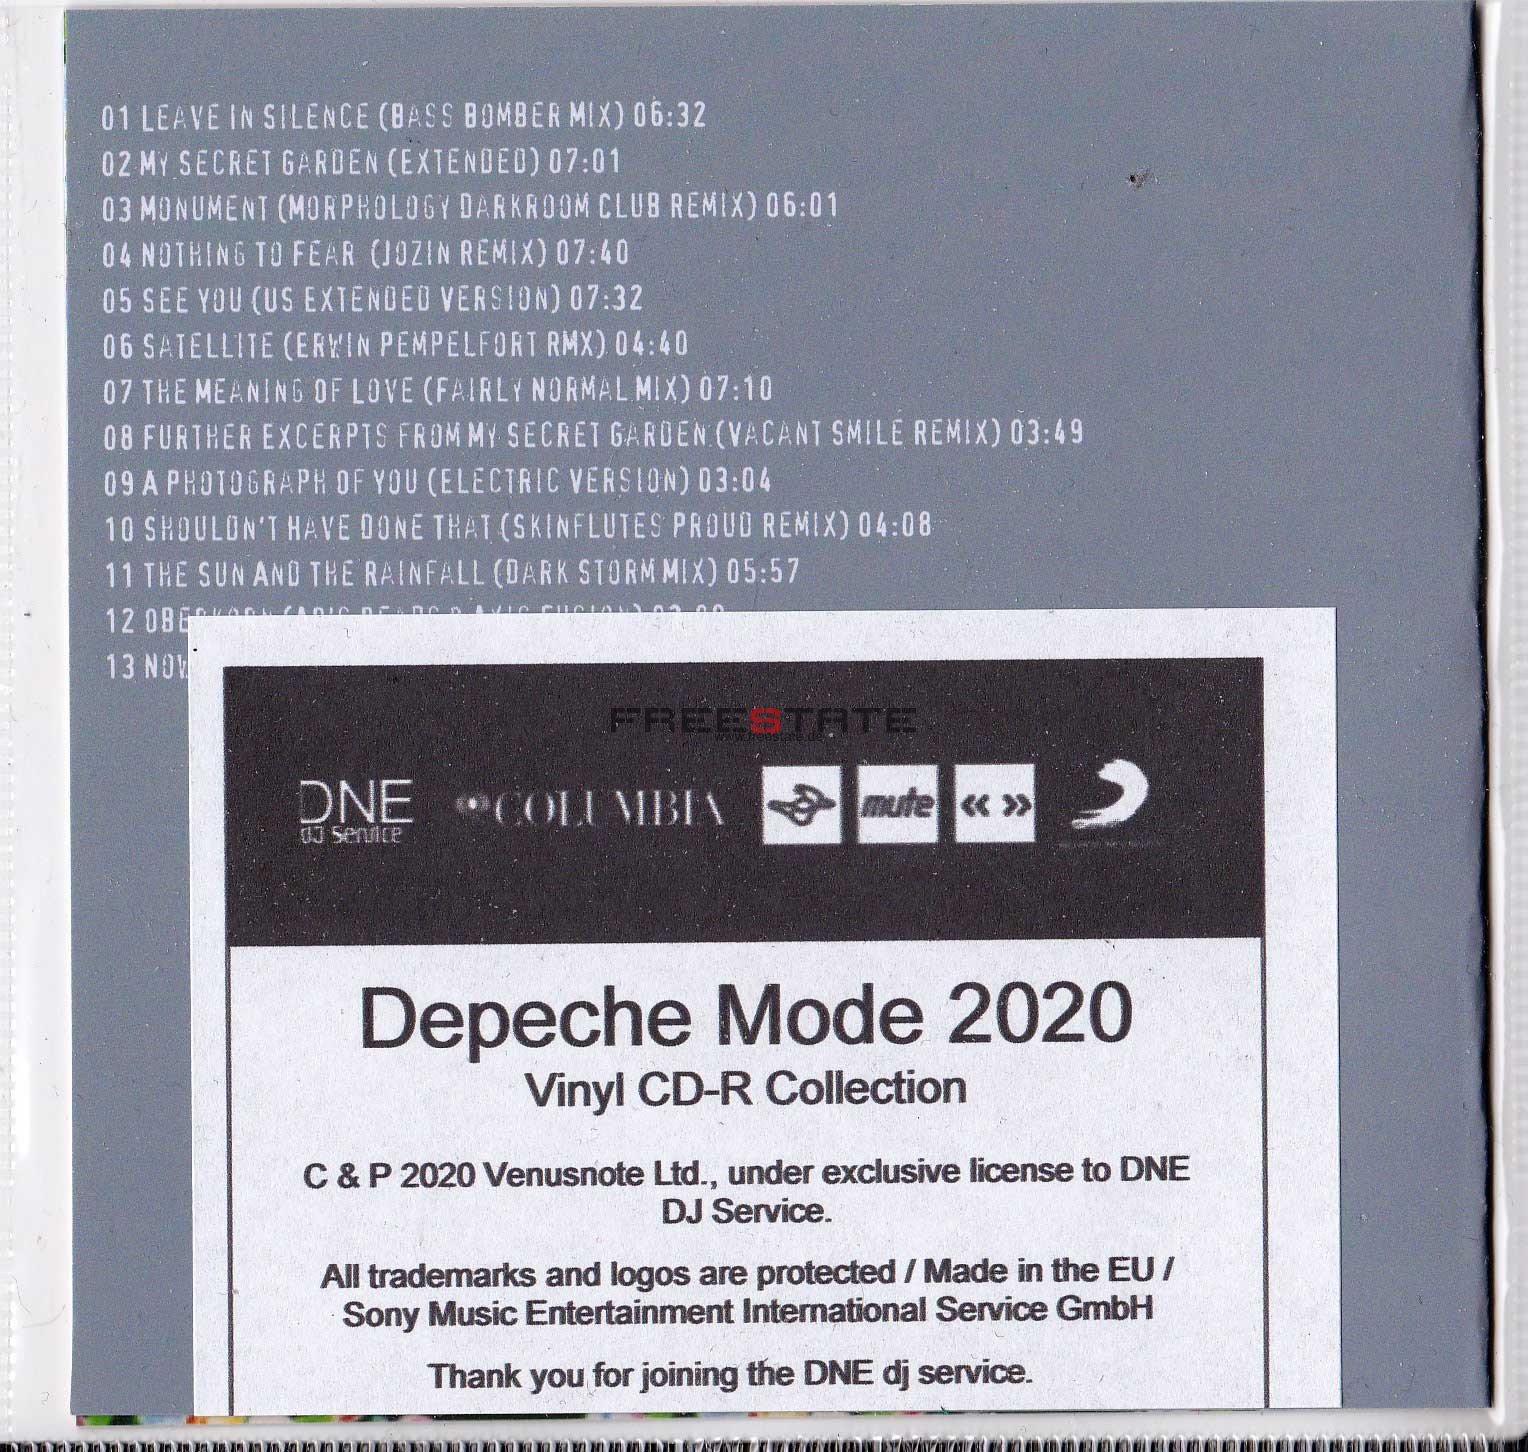 01 LEAVE IN SILENCE (BASS BOMBER MIX) 06:32
02 MY SECRET GARDEN (EXTENDED) 07:01
03 MONUMENT (MORPHOLOGY DARKROOM CLUB REMIX) 06:01
04 NOTHING TO FEAR (JOZIN REMIX) 07:40
05 SEE YOU (US EXTENDED VERSION) 07:32
06 SATELLITE (ERWIN PEMPELFORT RMX) 04:40
07 THE MEANING OF LOVE (FAIRLY NORMAL MIX) 07:10
08 FURTHER EXCERPTS FROM MY SECRET GARDEN (VACANT SMILE REMIX) 03:49
09 A PHOTOGRAPH OF YOU (ELECTRIC VERSION) 03:04
10 SHOULDN'T HAVE DONE THAT (SKINFLUTES PROUD REMIX) 04:08
11 THE SUN AND THE RAINFALL (DARK STORM MIX) 05:57
12
13
FREESTATE
DNE COLUMBIA mute
dJ service
Depeche Mode 2020
Vinyl CD-R Collection
C & P 2020 Venusnote Ltd., under exclusive license to DNE
DJ Service.
All trademarks and logos are protected / Made in the EU /
Sony Music Entertainment International Service GmbH
Thank you for joining the DNE dj service.